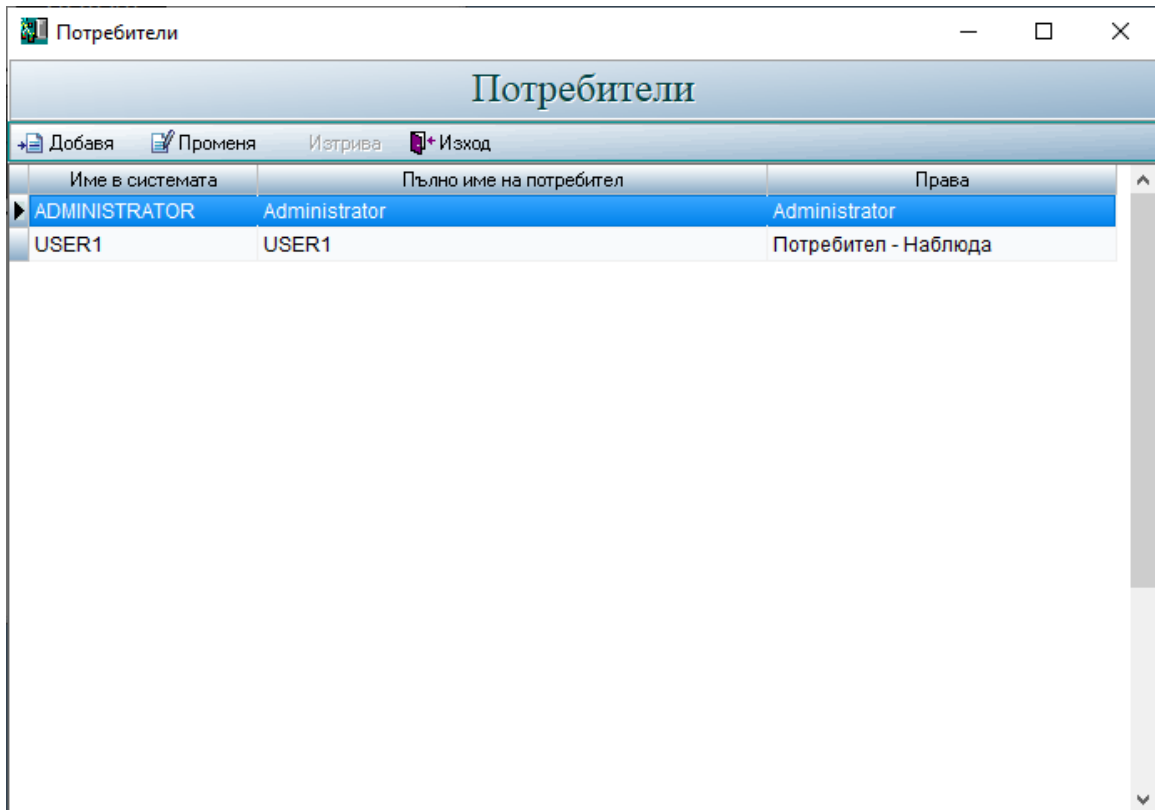 Потребители
Потребители
Добавя Променя Изтрива Изход
Име в системата Пълно име на потребител Права
ADMINISTRATOR Administrator Administrator
USER1 USER1 Потребител - Наблюда